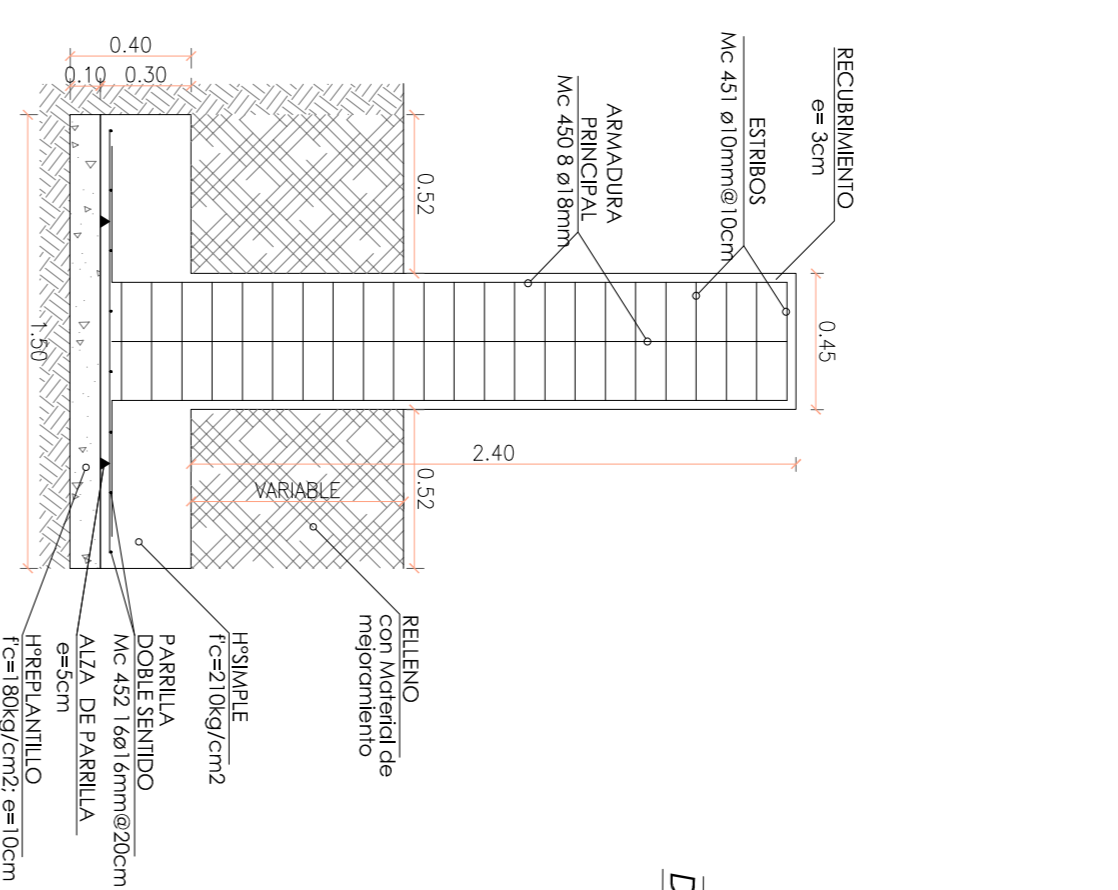 RECUBRIMIENTO
e= 3cm
ESTRIBOS
Mc 451 ø10mm@10cm
ARMADURA
PRINCIPAL
Mc 450 8 ø18mm
0.45
0.52
0.52
2.40
VARIABLE
0.40
0.10
0.30
1.50
RELLENO
con Material de
mejoramiento
HºSIMPLE
f'c=210kg/cm2
PARRILLA
DOBLE SENTIDO
Mc 452 16ø16mm@20cm
ALZA DE PARRILLA
e=5cm
HºREPLANTILLO
f'c=180kg/cm2; e=10cm